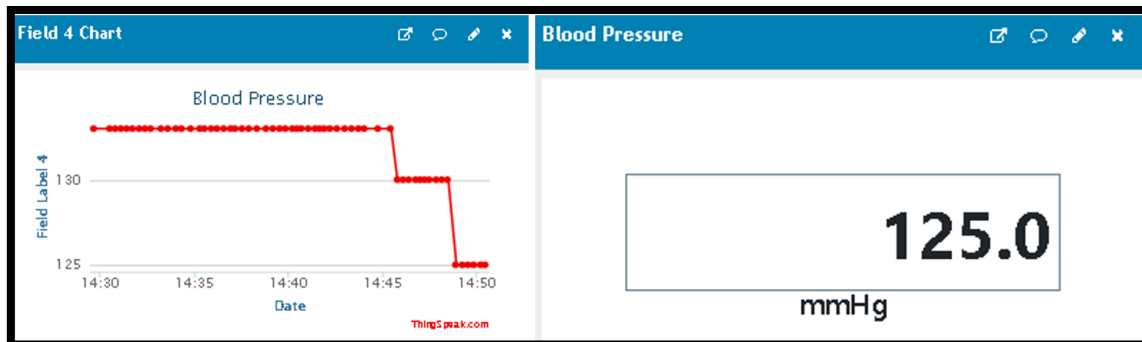 Field 4 Chart
Blood Pressure
Field Label 4
130
125
14:30 14:35 14:40 14:45 14:50
Date
ThingSpeak.com
Blood Pressure
125.0
mmHg